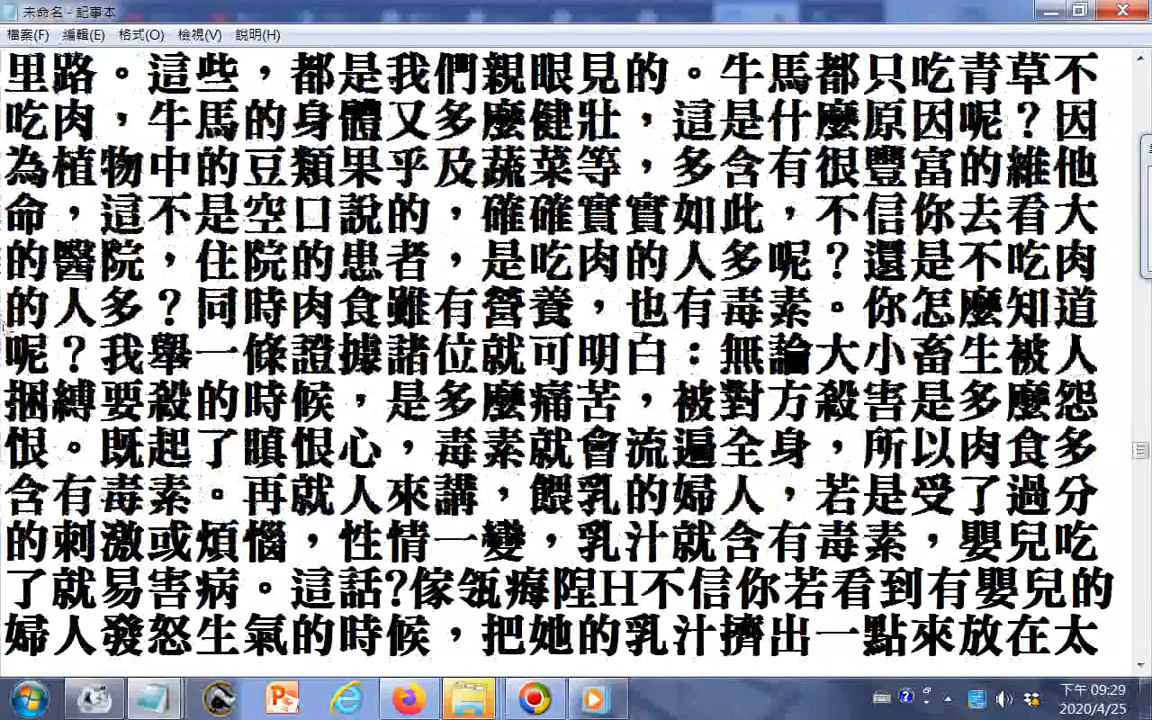 未命名 - 記事本
檔案(F) 編輯(E) 格式(O) 檢視(V) 說明(H)
里路。這些，都是我們親眼見的。牛馬都只吃青草不
吃肉，牛馬的身體又多麼健壯，這是什麼原因呢？因
為植物中的豆類果乎及蔬菜等，多含有很豐富的維他
命，這不是空口說的，確確實實如此，不信你去看大
的醫院，住院的患者，是吃肉的人多呢？還是不吃肉
的人多？同時肉食雖有營養，也有毒素。你怎麼知道
呢？我舉一條證據諸位就可明白：無論大小畜生被人
捆縛要殺的時候，是多麼痛苦，被對方殺害是多麼怨
恨。既起了瞋恨心，毒素就會流遍全身，所以肉食多
含有毒素。再就人來講，餵乳的婦人，若是受了過分
的刺激或煩惱，性情一變，乳汁就含有毒素，嬰兒吃
了就易害病。這話?傢瓴痗陞H不信你若看到有嬰兒的
婦人發怒生氣的時候，把她的乳汁擠出一點來放在太
下午 09:29
2020/4/25